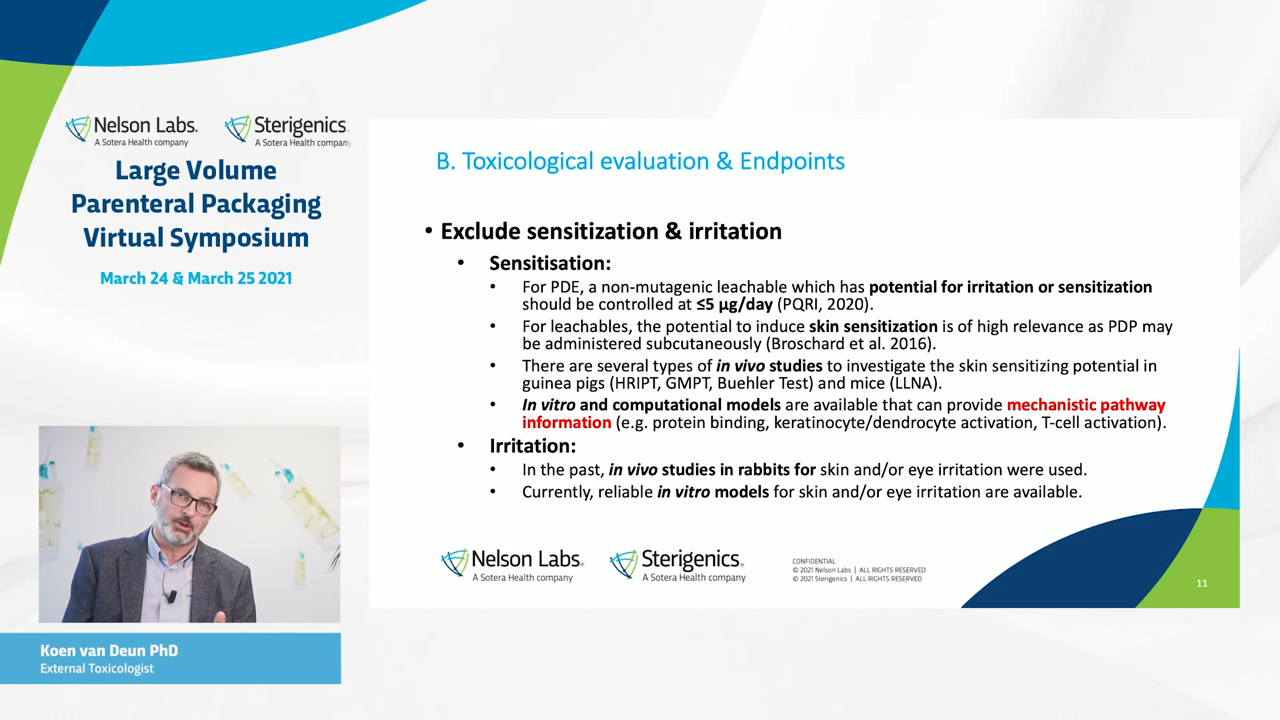 Nelson Labs®
A Sotera Health company
Sterigenics
A Sotera Health company
Large Volume
Parenteral Packaging
Virtual Symposium
March 24 & March 25 2021
B. Toxicological evaluation & Endpoints
• Exclude sensitization & irritation
• Sensitisation:
• For PDE, a non-mutagenic leachable which has potential for irritation or sensitization
should be controlled at ≤5 µg/day (PQRI, 2020).
• For leachables, the potential to induce skin sensitization is of high relevance as PDP may
be administered subcutaneously (Broschard et al. 2016).
• There are several types of in vivo studies to investigate the skin sensitizing potential in
guinea pigs (HRIPT, GMPT, Buehler Test) and mice (LLNA).
• In vitro and computational models are available that can provide mechanistic pathway
information (e.g. protein binding, keratinocyte/dendrocyte activation, T-cell activation).
• Irritation:
• In the past, in vivo studies in rabbits for skin and/or eye irritation were used.
• Currently, reliable in vitro models for skin and/or eye irritation are available.
Nelson Labs®
A Sotera Health company
Sterigenics®
A Sotera Health company
CONFIDENTIAL
© 2021 Nelson Labs | ALL RIGHTS RESERVED
© 2021 Sterigenics | ALL RIGHTS RESERVED
11
Koen van Deun PhD
External Toxicologist